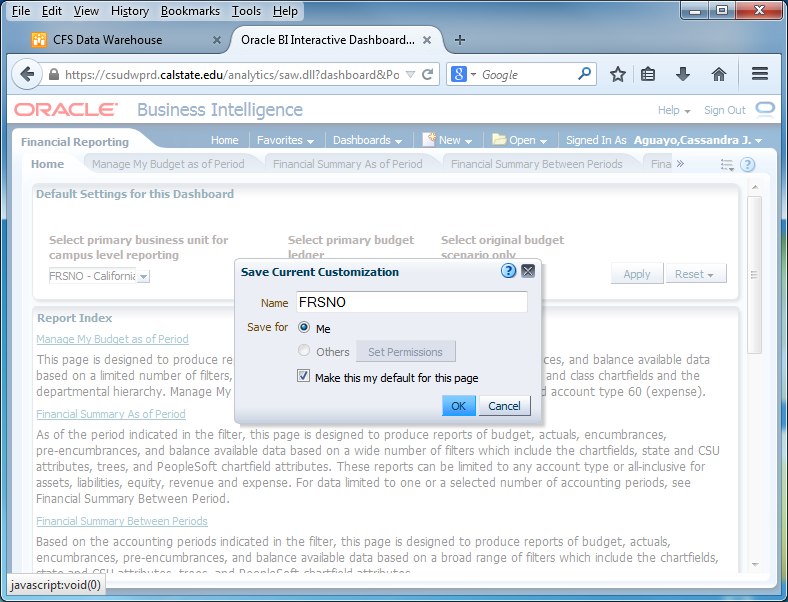 File Edit View History Bookmarks Tools Help
CFS Data Warehouse × Oracle BI Interactive Dashboard... × +
https://csudwprd.calstate.edu/analytics/saw.dll?dashboard&Po
8 Google
ORACLE Business Intelligence
Help Sign Out
Financial Reporting Home Favorites Dashboards New Open Signed In As Aguayo,Cassandra J.
Home Manage My Budget as of Period Financial Summary As of Period Financial Summary Between Periods Fina » ?
Default Settings for this Dashboard
Select primary business unit for
campus level reporting
Select primary budget
ledger
Select original budget
scenario only
FRSNO - California
Apply Reset
Save Current Customization ?
Name FRSNO
Save for Me
Others Set Permissions
Make this my default for this page
OK Cancel
Report Index
Manage My Budget as of Period
This page is designed to produce re nces, and balance available data
based on a limited number of filters, and class chartfields and the
departmental hierarchy. Manage My d account type 60 (expense).
Financial Summary As of Period
As of the period indicated in the filter, this page is designed to produce reports of budget, actuals, encumbrances,
pre-encumbrances, and balance available data based on a wide number of filters which include the chartfields, state and CSU
attributes, trees, and PeopleSoft chartfield attributes. These reports can be limited to any account type or all-inclusive for
assets, liabilities, equity, revenue and expense. For data limited to one or a selected number of accounting periods, see
Financial Summary Between Period.
Financial Summary Between Periods
Based on the accounting periods indicated in the filter, this page is designed to produce reports of budget, actuals,
encumbrances, pre-encumbrances, and balance available data based on a broad range of filters which include the chartfields,
state and CSU attributes, trees, and PeopleSoft chartfield attributes.
javascript:void(0)